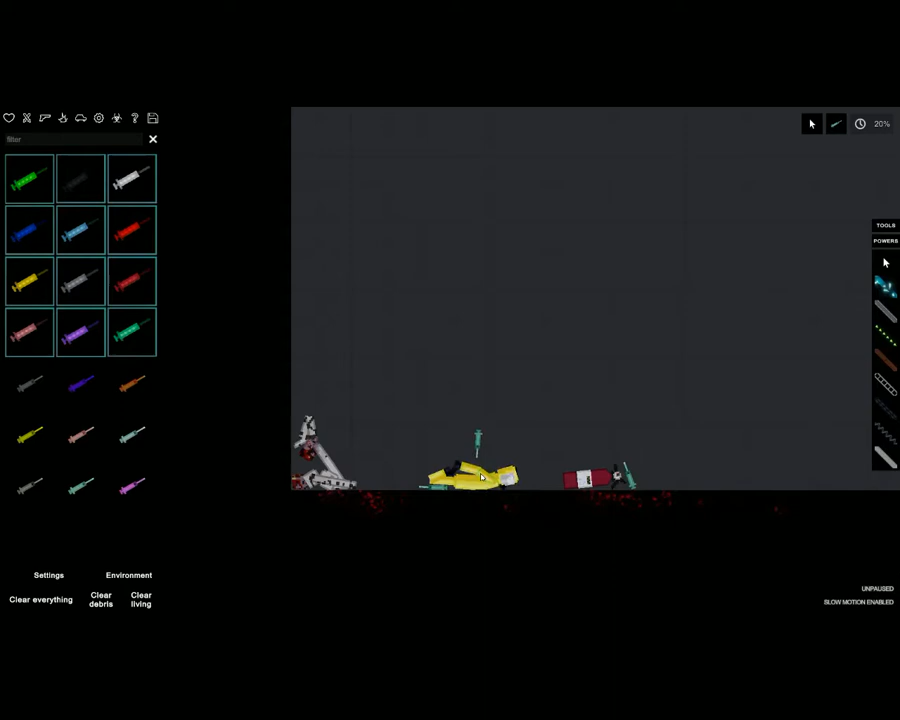 filter
20%
TOOLS
POWERS
Settings
Environment
Clear everything
Clear debris
Clear living
UNPAUSED
SLOW MOTION ENABLED